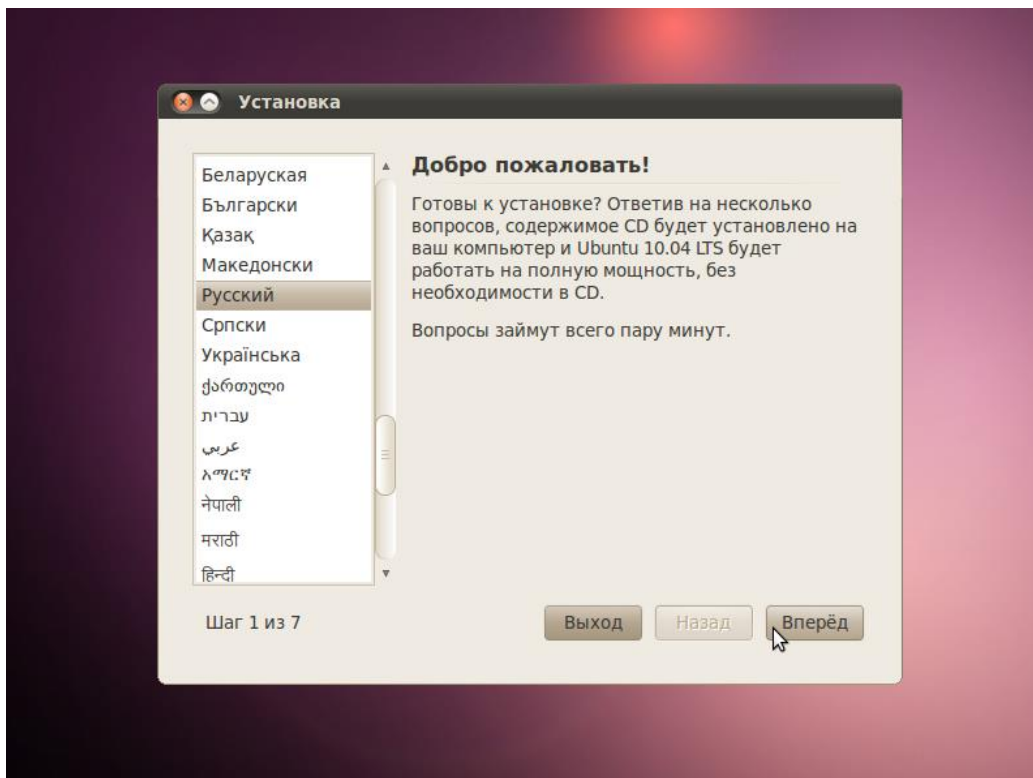 Установка
Беларуская
Български
Қазақ
Македонски
Русский
Српски
Українська
ქართული
עברית
عربي
አማርኛ
नेपाली
मराठी
हिन्दी
Добро пожаловать!
Готовы к установке? Ответив на несколько
вопросов, содержимое CD будет установлено на
ваш компьютер и Ubuntu 10.04 LTS будет
работать на полную мощность, без
необходимости в CD.
Вопросы займут всего пару минут.
Шаг 1 из 7
Выход
Назад
Вперёд